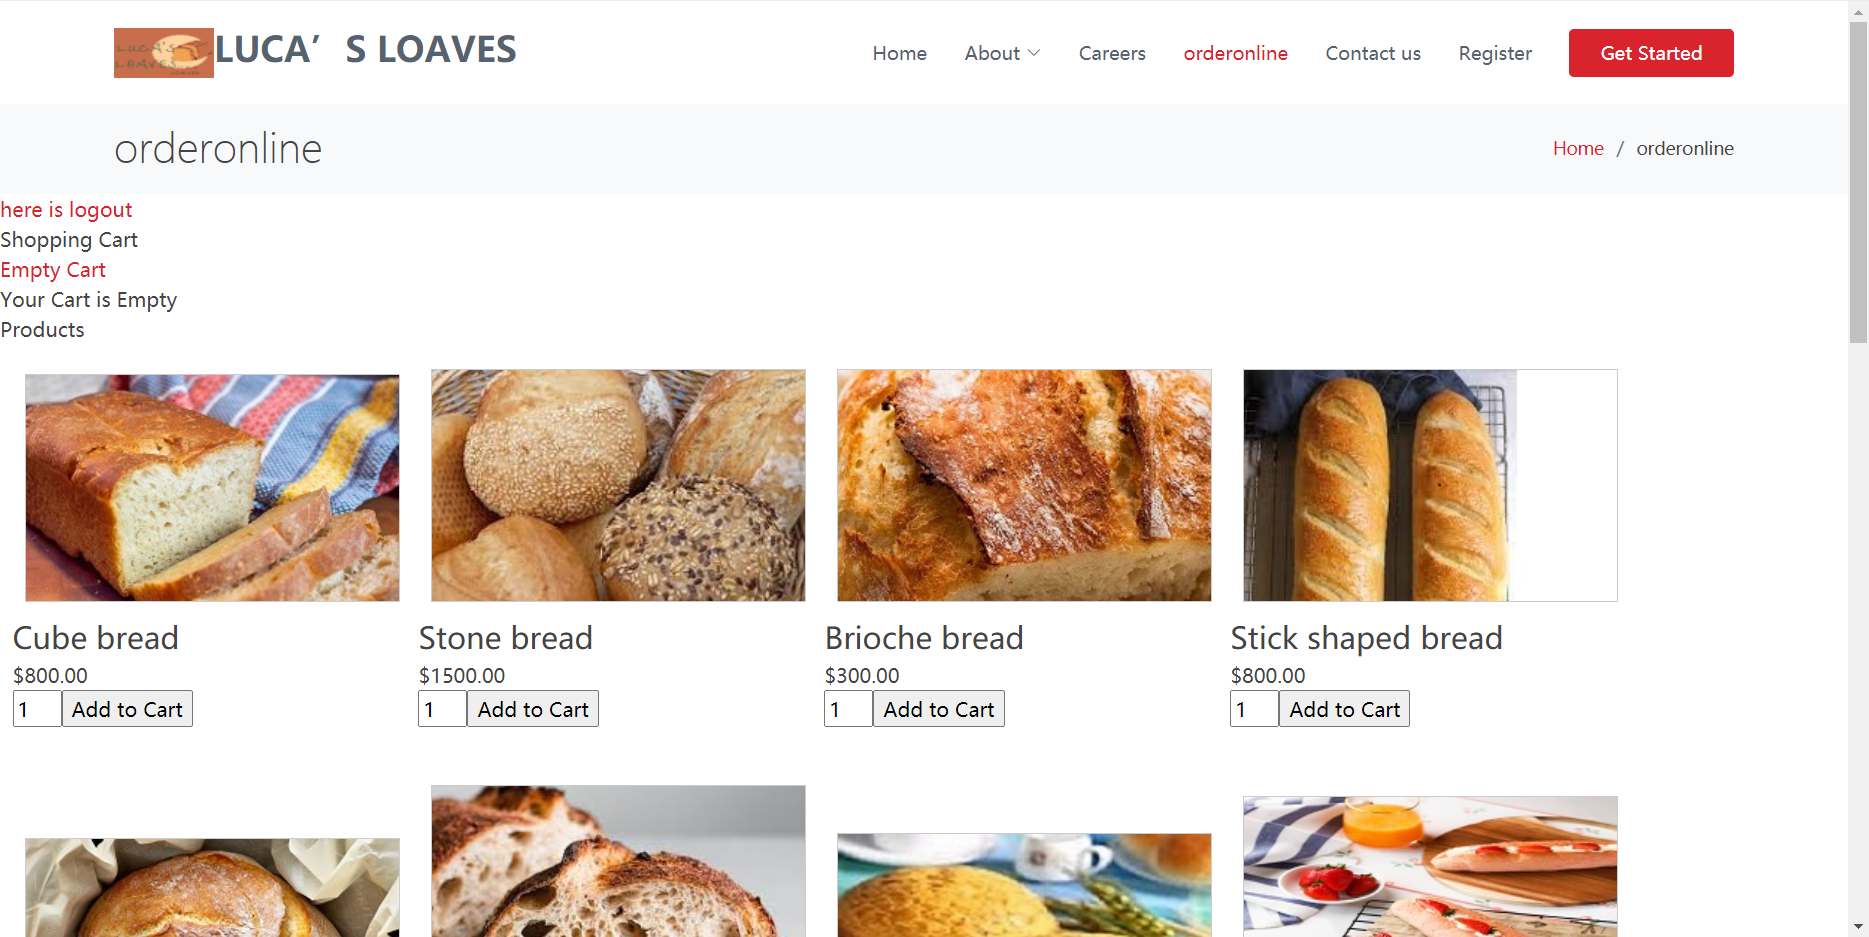 LUCA'S LOAVES
LUCA’S LOAVES
Home About Careers orderonline Contact us Register Get Started
orderonline
Home / orderonline
here is logout
Shopping Cart
Empty Cart
Your Cart is Empty
Products
Cube bread Stone bread Brioche bread Stick shaped bread
$800.00 $1500.00 $300.00 $800.00
1 Add to Cart 1 Add to Cart 1 Add to Cart 1 Add to Cart